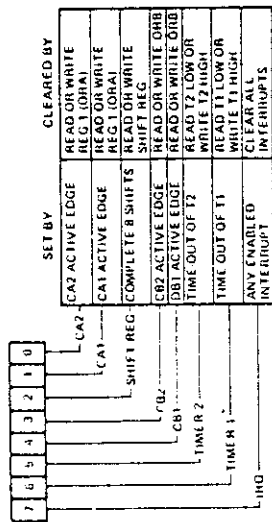 7 6 5 4 3 2 1 0
SET BY CLEARED BY
CA2 CA2 ACTIVE EDGE READ OR WRITE
REG 1 (ORA)
CA1 CA1 ACTIVE EDGE READ OR WRITE
REG 1 (ORA)
SHIFT REG COMPLETE 8 SHIFTS READ OR WRITE
SHIFT REG
CB2 CB2 ACTIVE EDGE READ OR WRITE ORB
CB1 DB1 ACTIVE EDGE READ OR WRITE ORB
TIMER 2 TIME OUT OF T2 READ T2 LOW OR
WRITE T2 HIGH
TIMER 1 TIME OUT OF T1 READ T1 LOW OR
WRITE T1 HIGH
IRQ ANY ENABLED CLEAR ALL
INTERRUPT INTERRUPTS